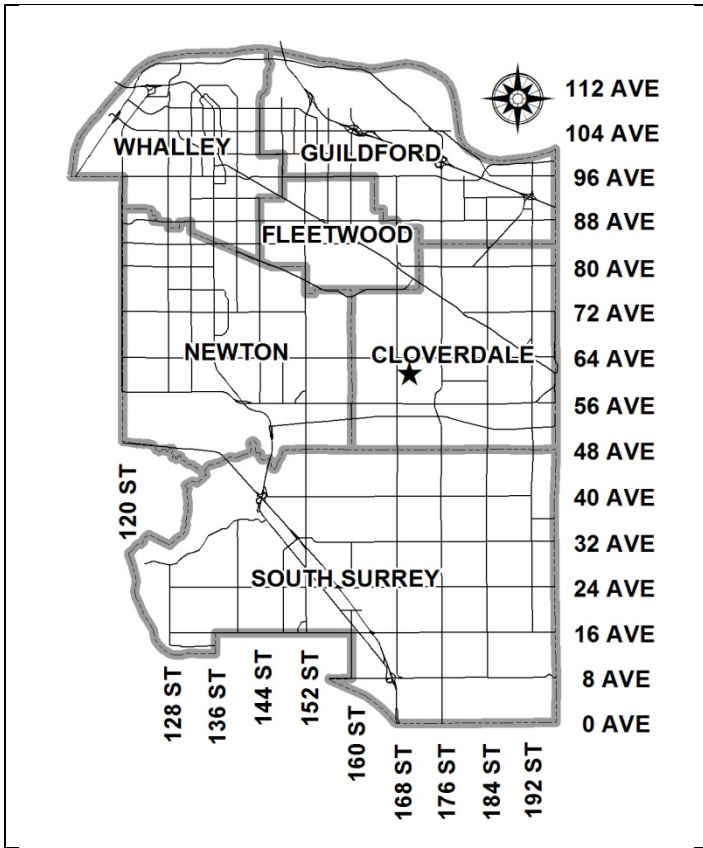 112 AVE
104 AVE
WHALLEY
GUILDFORD
96 AVE
88 AVE
FLEETWOOD
80 AVE
72 AVE
NEWTON
CLOVERDALE
64 AVE
56 AVE
48 AVE
120 ST
40 AVE
32 AVE
SOUTH SURREY
24 AVE
16 AVE
8 AVE
0 AVE
128 ST
136 ST
144 ST
152 ST
160 ST
168 ST
176 ST
184 ST
192 ST